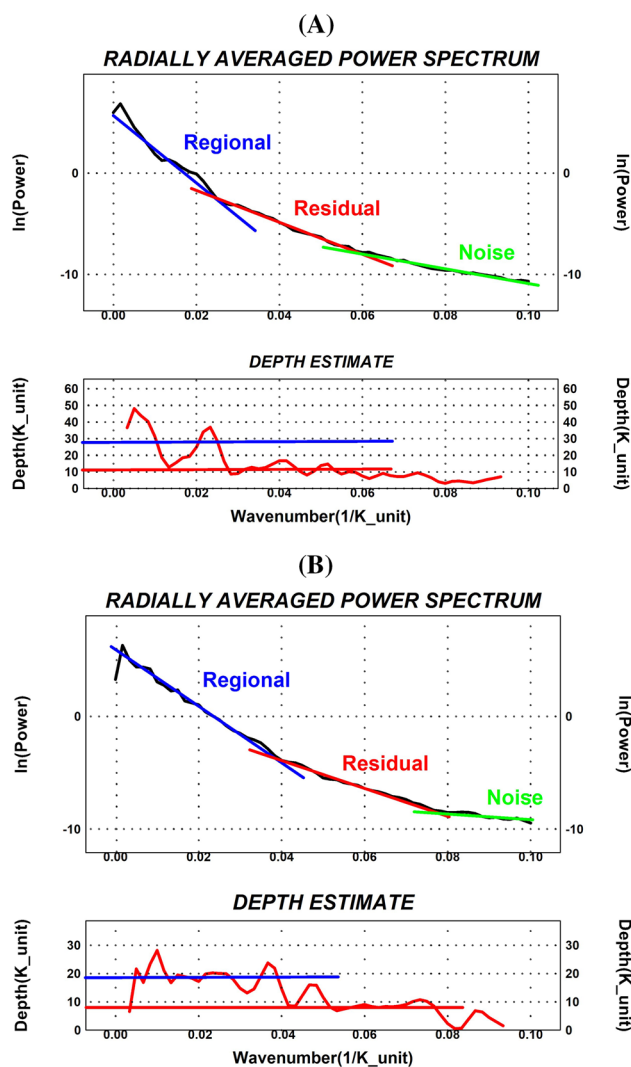 (A)
RADIALLY AVERAGED POWER SPECTRUM
Regional
Residual
Noise
ln(Power)
ln(Power)
0 0
-10 -10
0.00 0.02 0.04 0.06 0.08 0.10
DEPTH ESTIMATE
Depth(K_unit)
Depth(K_unit)
60 60
50 50
40 40
30 30
20 20
10 10
0 0
0.00 0.02 0.04 0.06 0.08 0.10
Wavenumber(1/K_unit)
(B)
RADIALLY AVERAGED POWER SPECTRUM
Regional
Residual
Noise
ln(Power)
ln(Power)
0 0
-10 -10
0.00 0.02 0.04 0.06 0.08 0.10
DEPTH ESTIMATE
Depth(K_unit)
Depth(K_unit)
30 30
20 20
10 10
0 0
0.00 0.02 0.04 0.06 0.08 0.10
Wavenumber(1/K_unit)